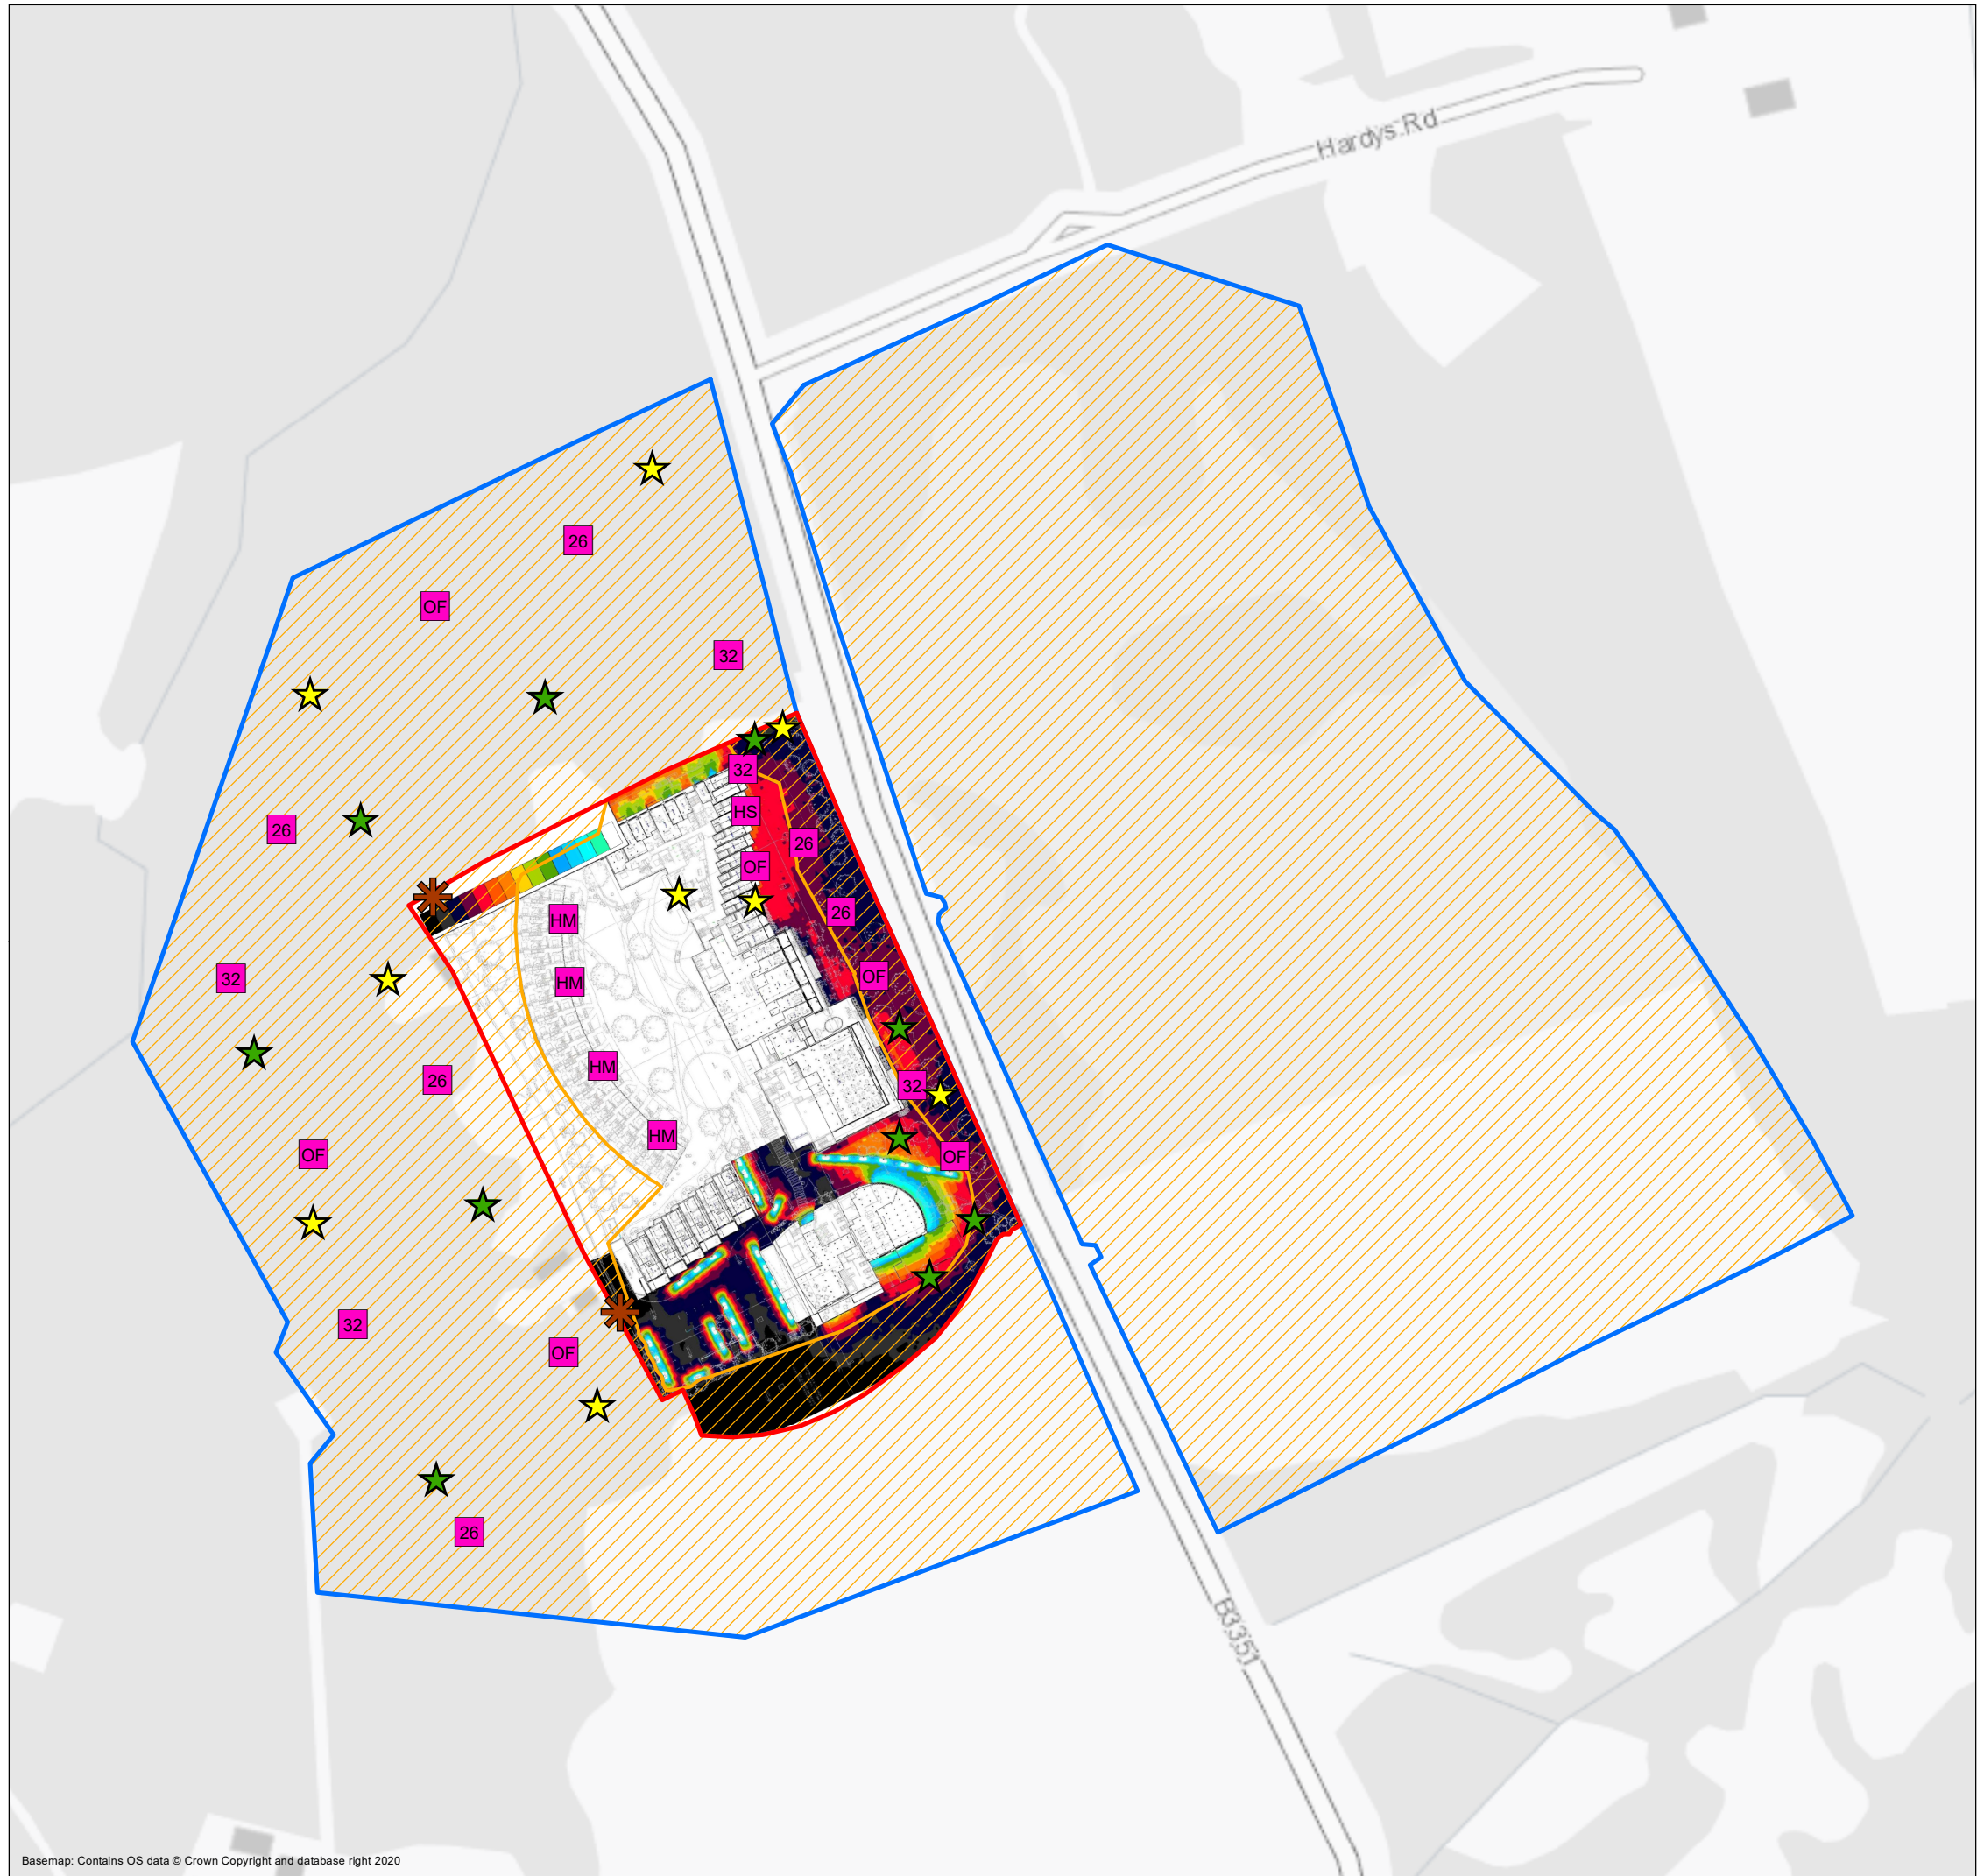 Hardys Rd
26
OF
32
32
HS
26
26
OF
26
HM
OF
32
HM
HM
26
32
HM
OF
OF
32
OF
26
B3351
Basemap: Contains OS data © Crown Copyright and database right 2020